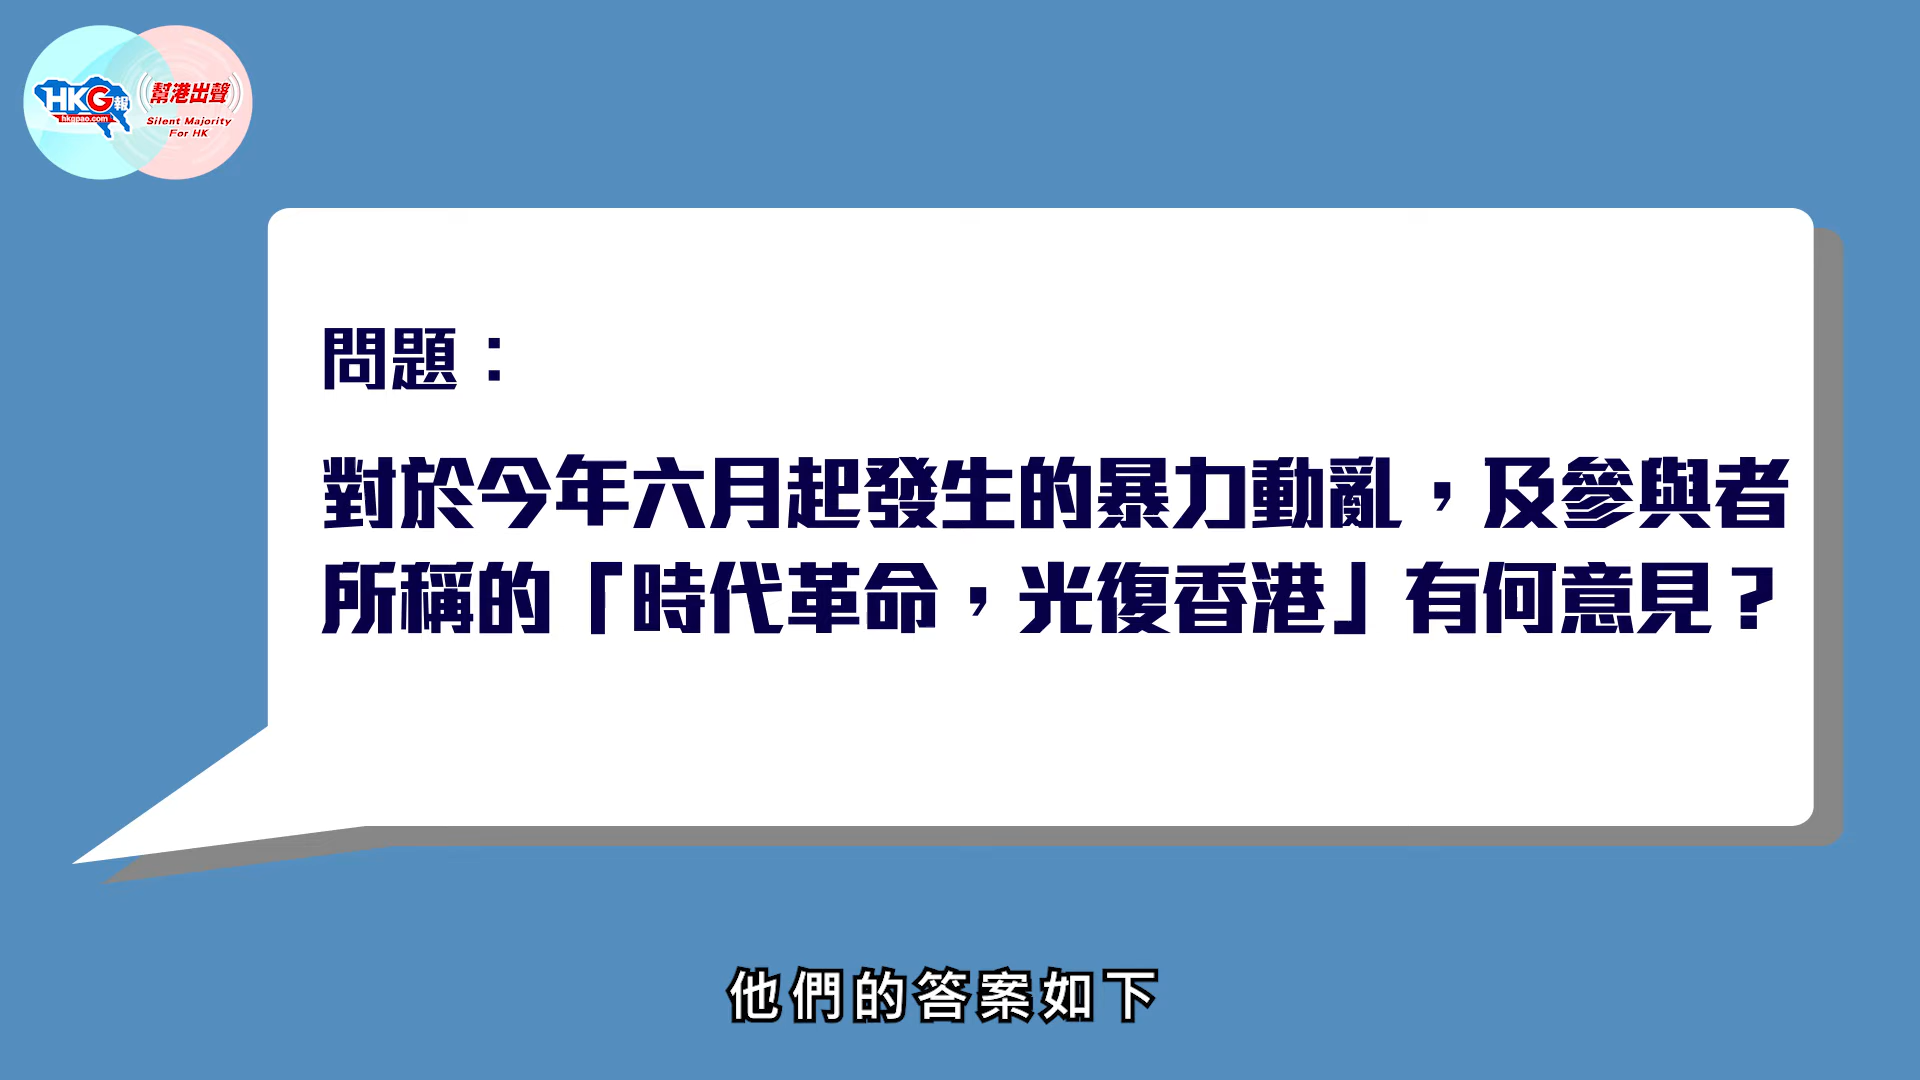 HKG報
hkgpao.com
幫港出聲
Silent Majority
For HK
問題：
對於今年六月起發生的暴力動亂，及參與者
所稱的「時代革命，光復香港」有何意見？
他們的答案如下